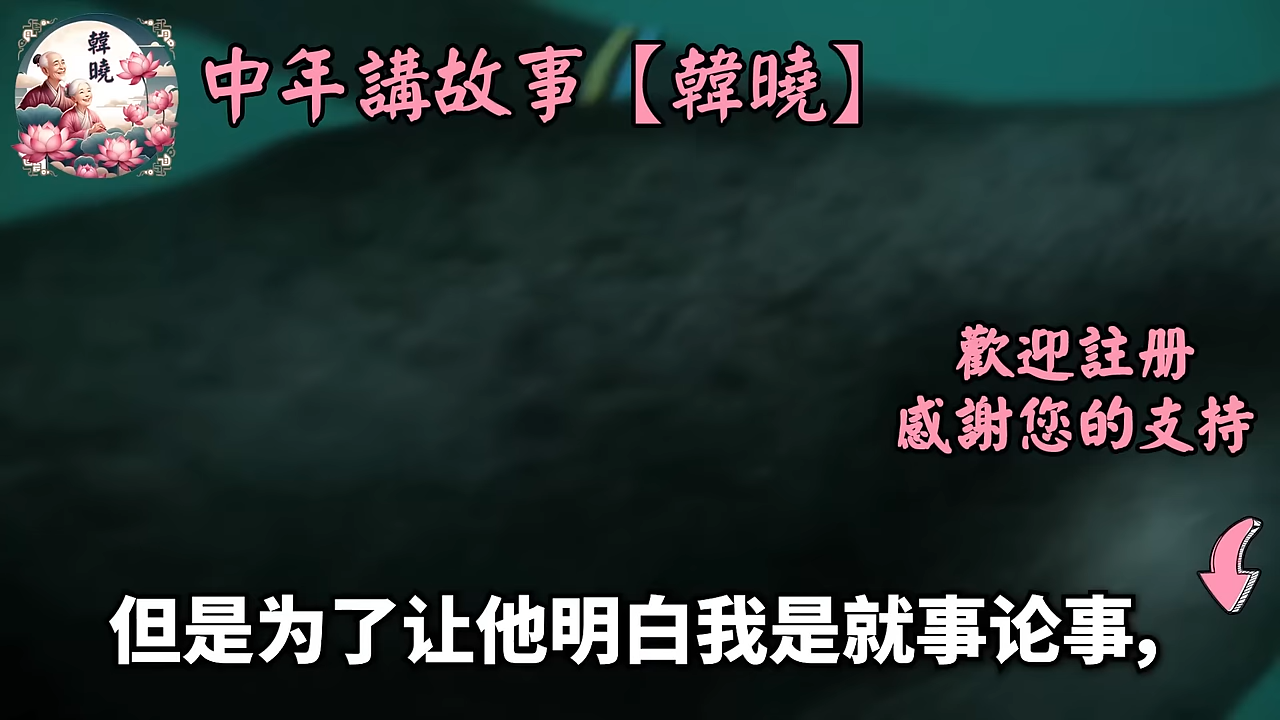 韓曉
中年講故事【韓曉】
歡迎註册
感謝您的支持
但是为了让他明白我是就事论事,